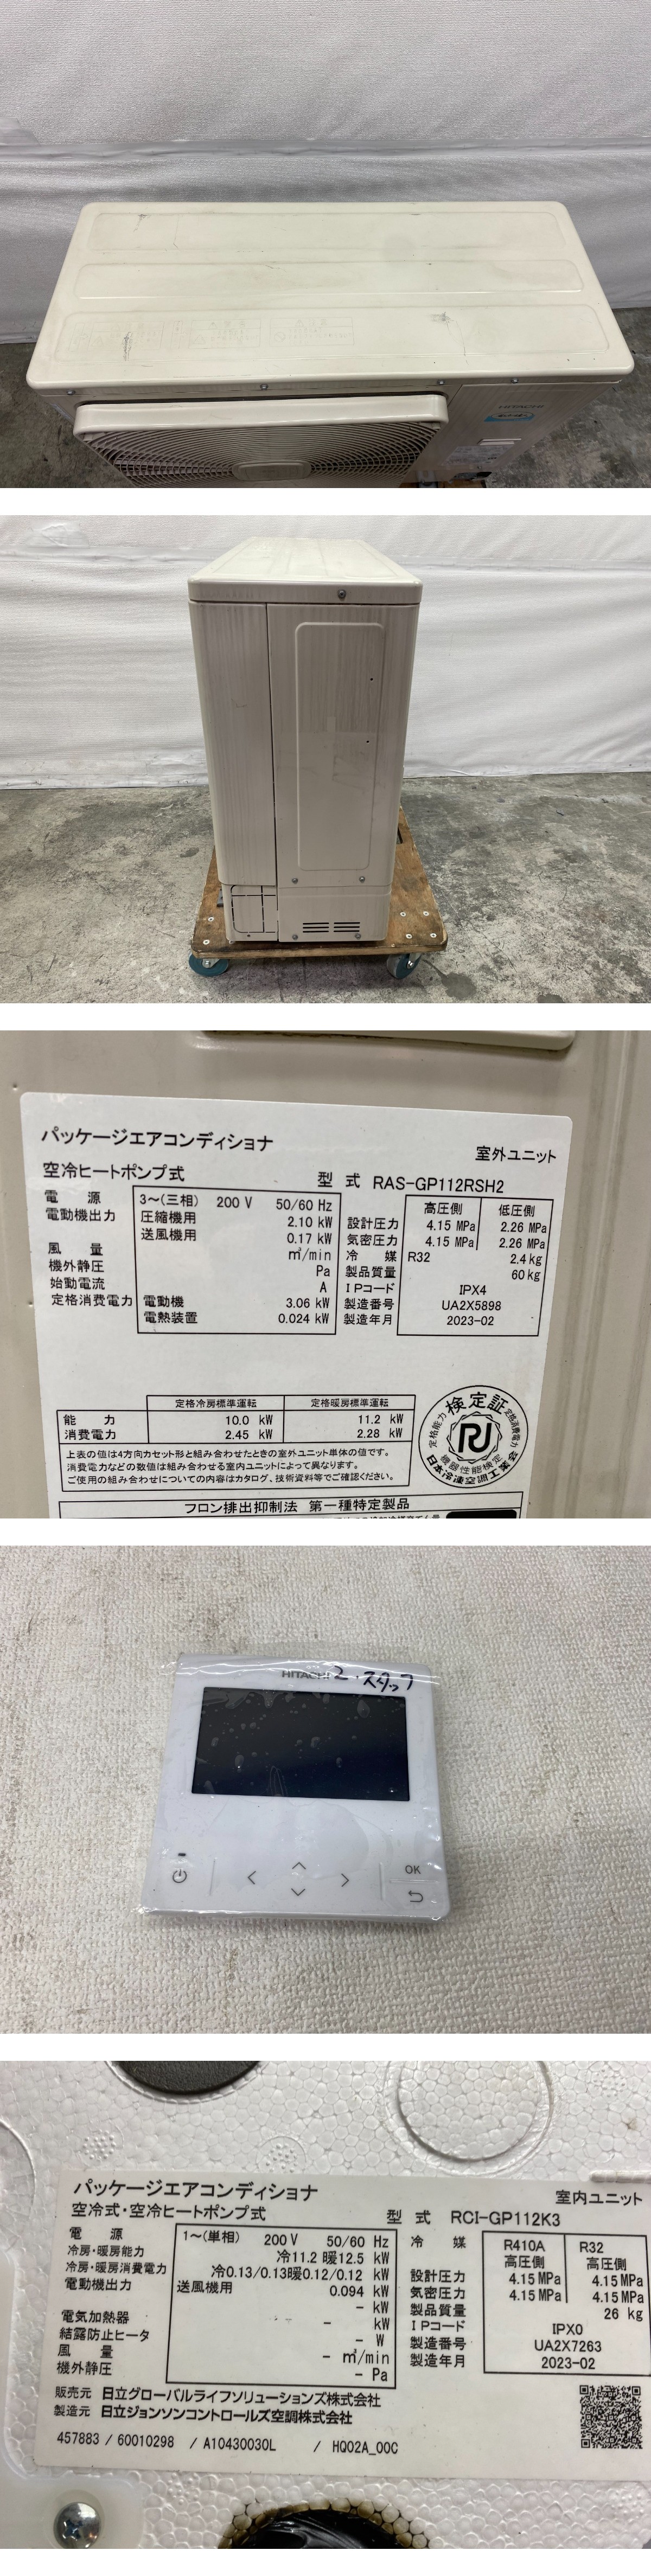 HITACHI
パッケージエアコンディショナ
室外ユニット
空冷ヒートポンプ式
型 式 RAS-GP112RSH2
電 源 3～(三相) 200 V 50/60 Hz
電動機出力 圧縮機用 2.10 kW
送風機用 0.17 kW
風 量 ㎥/min
機外静圧 Pa
始動電流 A
定格消費電力 電動機 3.06 kW
電熱装置 0.024 kW
高圧側 低圧側
設計圧力 4.15 MPa 2.26 MPa
気密圧力 4.15 MPa 2.26 MPa
冷 媒 R32 2.4 kg
製品質量 60 kg
IPコード IPX4
製造番号 UA2X5898
製造年月 2023-02
定格冷房標準運転 定格暖房標準運転
能 力 10.0 kW 11.2 kW
消費電力 2.45 kW 2.28 kW
上表の値は4方向カセット形と組み合わせたときの室外ユニット単体の値です。
消費電力などの数値は組み合わせる室内ユニットによって異なります。
ご使用の組み合わせについての内容はカタログ、技術資料等でご確認ください。
検定証
定格能力
定格消費電力
機器性能検定
日本冷凍空調工業会
フロン排出抑制法 第一種特定製品
HITACHI 2・スタッフ
OK
パッケージエアコンディショナ
室内ユニット
空冷式・空冷ヒートポンプ式
型 式 RCI-GP112K3
電 源 1～(単相) 200 V 50/60 Hz
冷房・暖房能力 冷11.2 暖12.5 kW
冷房・暖房消費電力 冷0.13/0.13暖0.12/0.12 kW
電動機出力 送風機用 0.094 kW
- kW
電気加熱器 - kW
結露防止ヒータ - W
風 量 - ㎥/min
機外静圧 - Pa
冷 媒 R410A R32
高圧側 高圧側
設計圧力 4.15 MPa 4.15 MPa
気密圧力 4.15 MPa 4.15 MPa
製品質量 26 kg
IPコード IPX0
製造番号 UA2X7263
製造年月 2023-02
販売元 日立グローバルライフソリューションズ株式会社
製造元 日立ジョンソンコントロールズ空調株式会社
457883 / 60010298 / A10430030L / HQ02A_00C